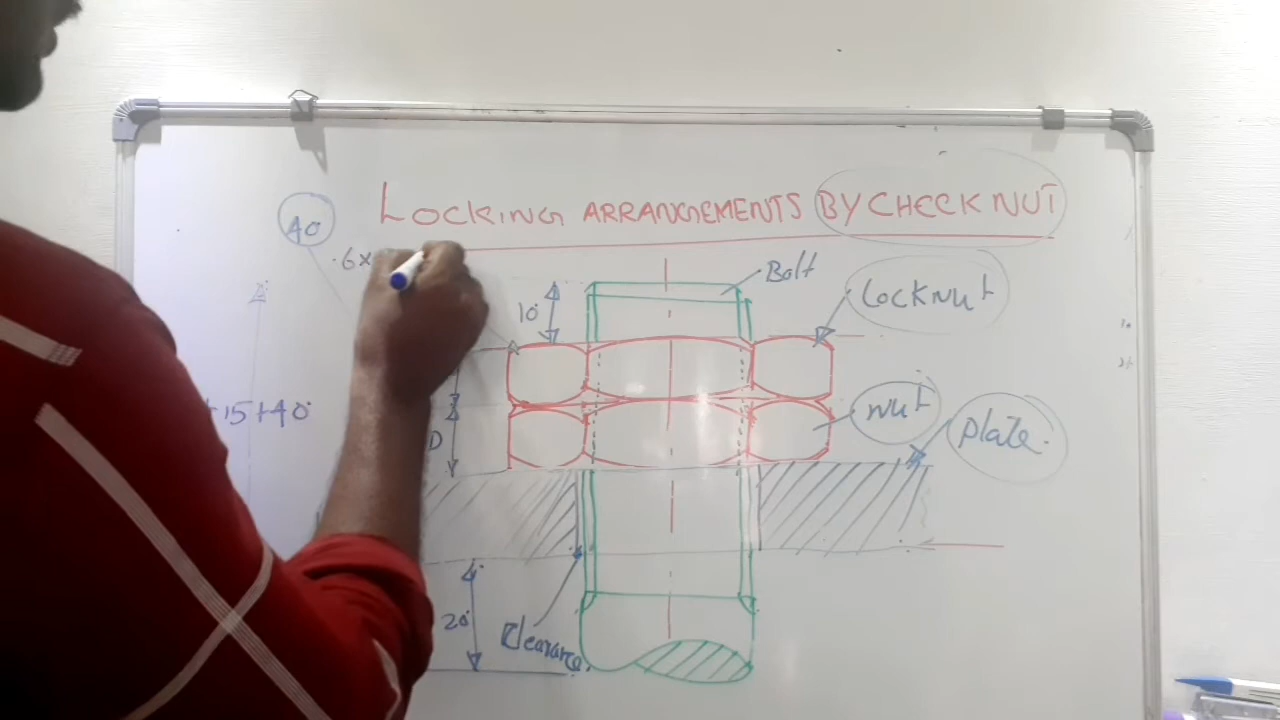 LOCKING ARRANGEMENTS BY CHECK NUT
40
.6x
Bolt
Locknut
10
nut
15+40
D
plate.
20
Clearance.